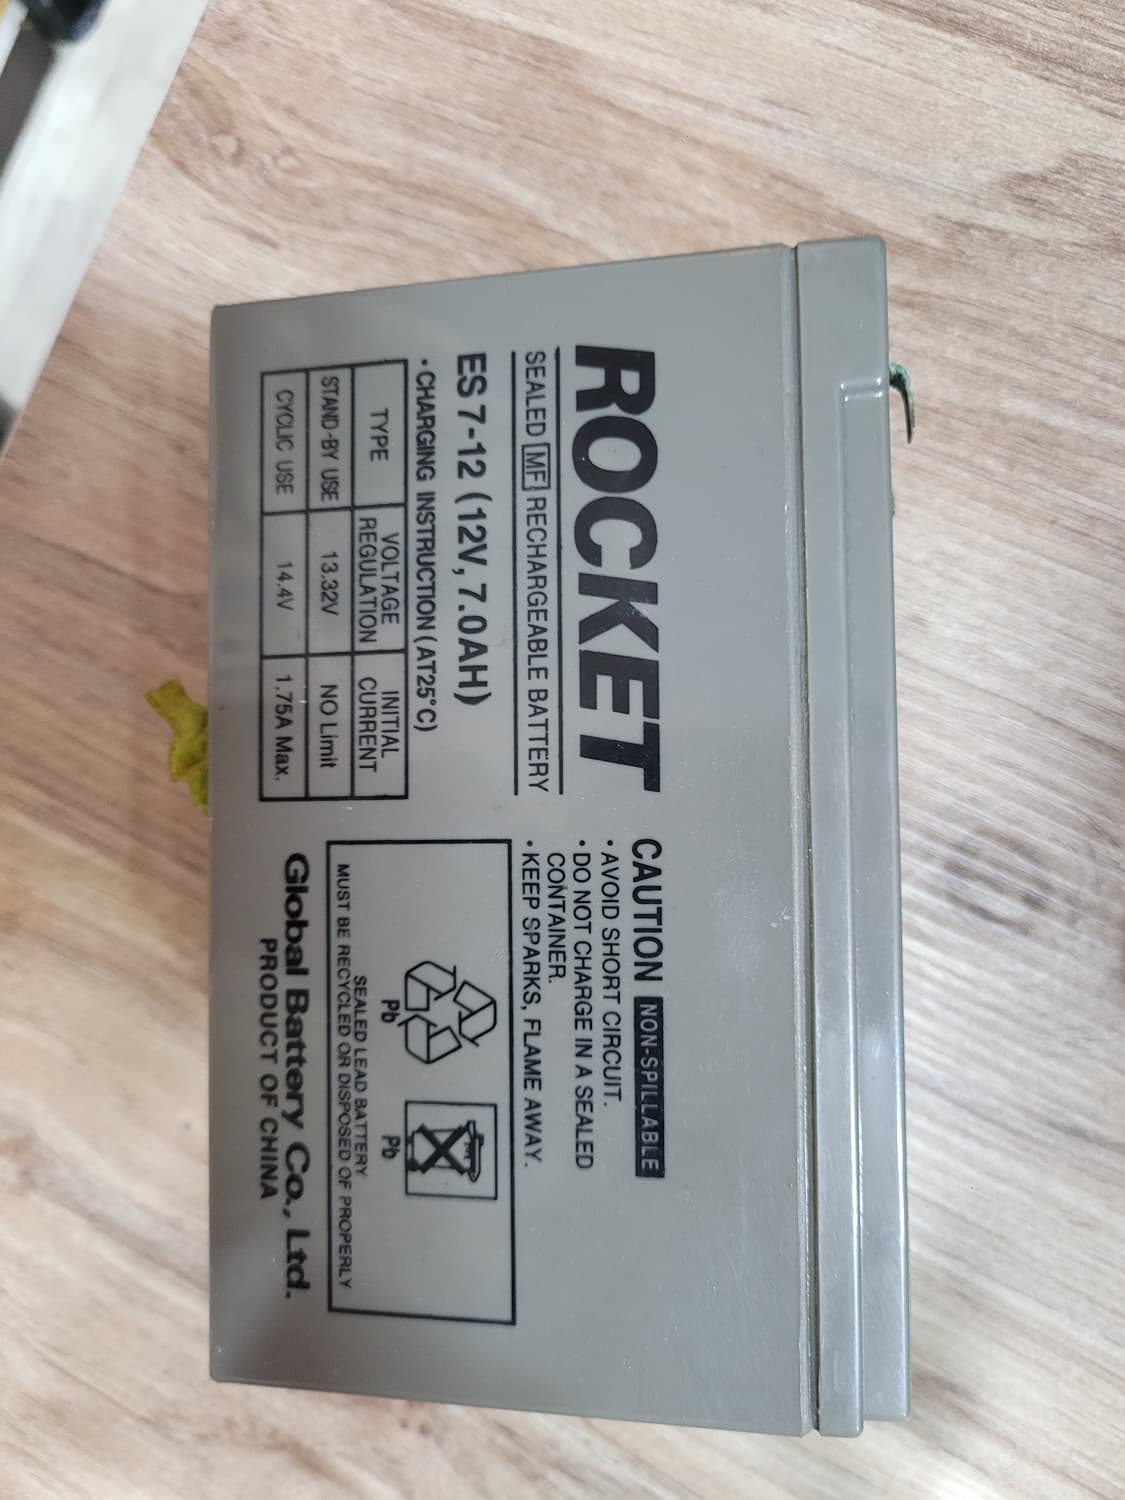 ROCKET
SEALED MF RECHARGEABLE BATTERY
ES 7-12 (12V, 7.0AH)
• CHARGING INSTRUCTION (AT25°C)
TYPE VOLTAGE REGULATION INITIAL CURRENT
STAND-BY USE 13.32V NO Limit
CYCLIC USE 14.4V 1.75A Max.
CAUTION NON-SPILLABLE
• AVOID SHORT CIRCUIT.
• DO NOT CHARGE IN A SEALED
CONTAINER.
• KEEP SPARKS, FLAME AWAY.
Pb Pb
SEALED LEAD BATTERY
MUST BE RECYCLED OR DISPOSED OF PROPERLY
Global Battery Co., Ltd.
PRODUCT OF CHINA